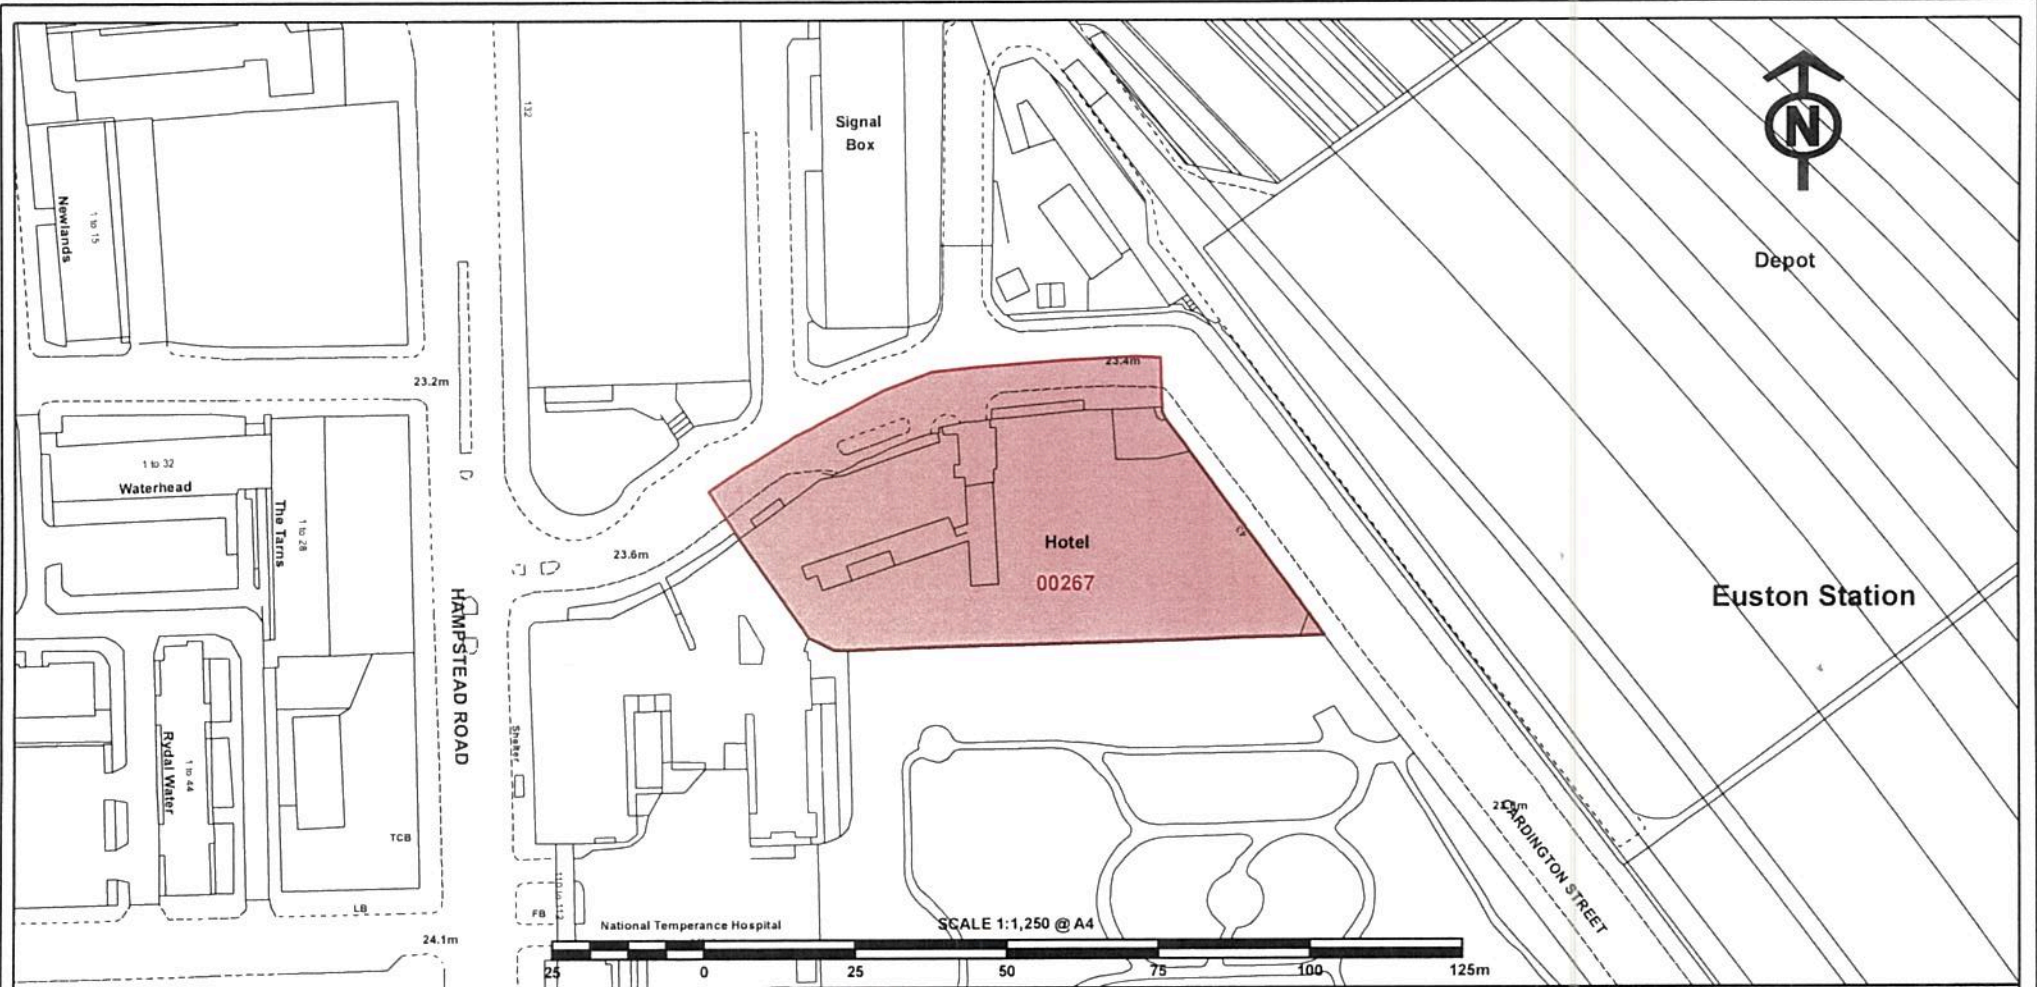 132
Signal
Box
N
Newlands
1 to 15
Depot
23.4m
23.2m
1 to 32
Waterhead
The Tarns
1 to 28
23.6m
Hotel
00267
Euston Station
HAMPSTEAD ROAD
Rydal Water
1 to 44
Shelter
TCB
CARDINGTON STREET
LB
FB
110 to 112
National Temperance Hospital
SCALE 1:1,250 @ A4
24.1m
25 0 25 50 75 100 125m